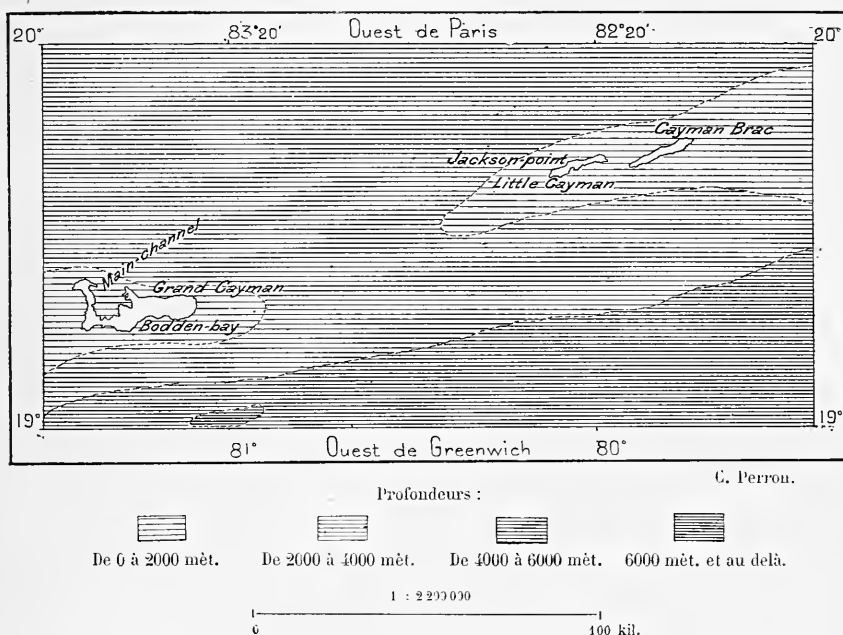 20° 83°20' Ouest de Paris 82°20' 20°
Cayman Brac
Jackson-point
Little Cayman
Main-channel
Grand Cayman
Bodden-bay
19° 19°
81° Ouest de Greenwich 80°
C. Perron.
Profondeurs :
De 0 à 2000 mèt. De 2000 à 4000 mèt. De 4000 à 6000 mèt. 6000 mèt. et au delà.
1 : 2 200 000
0 100 kil.